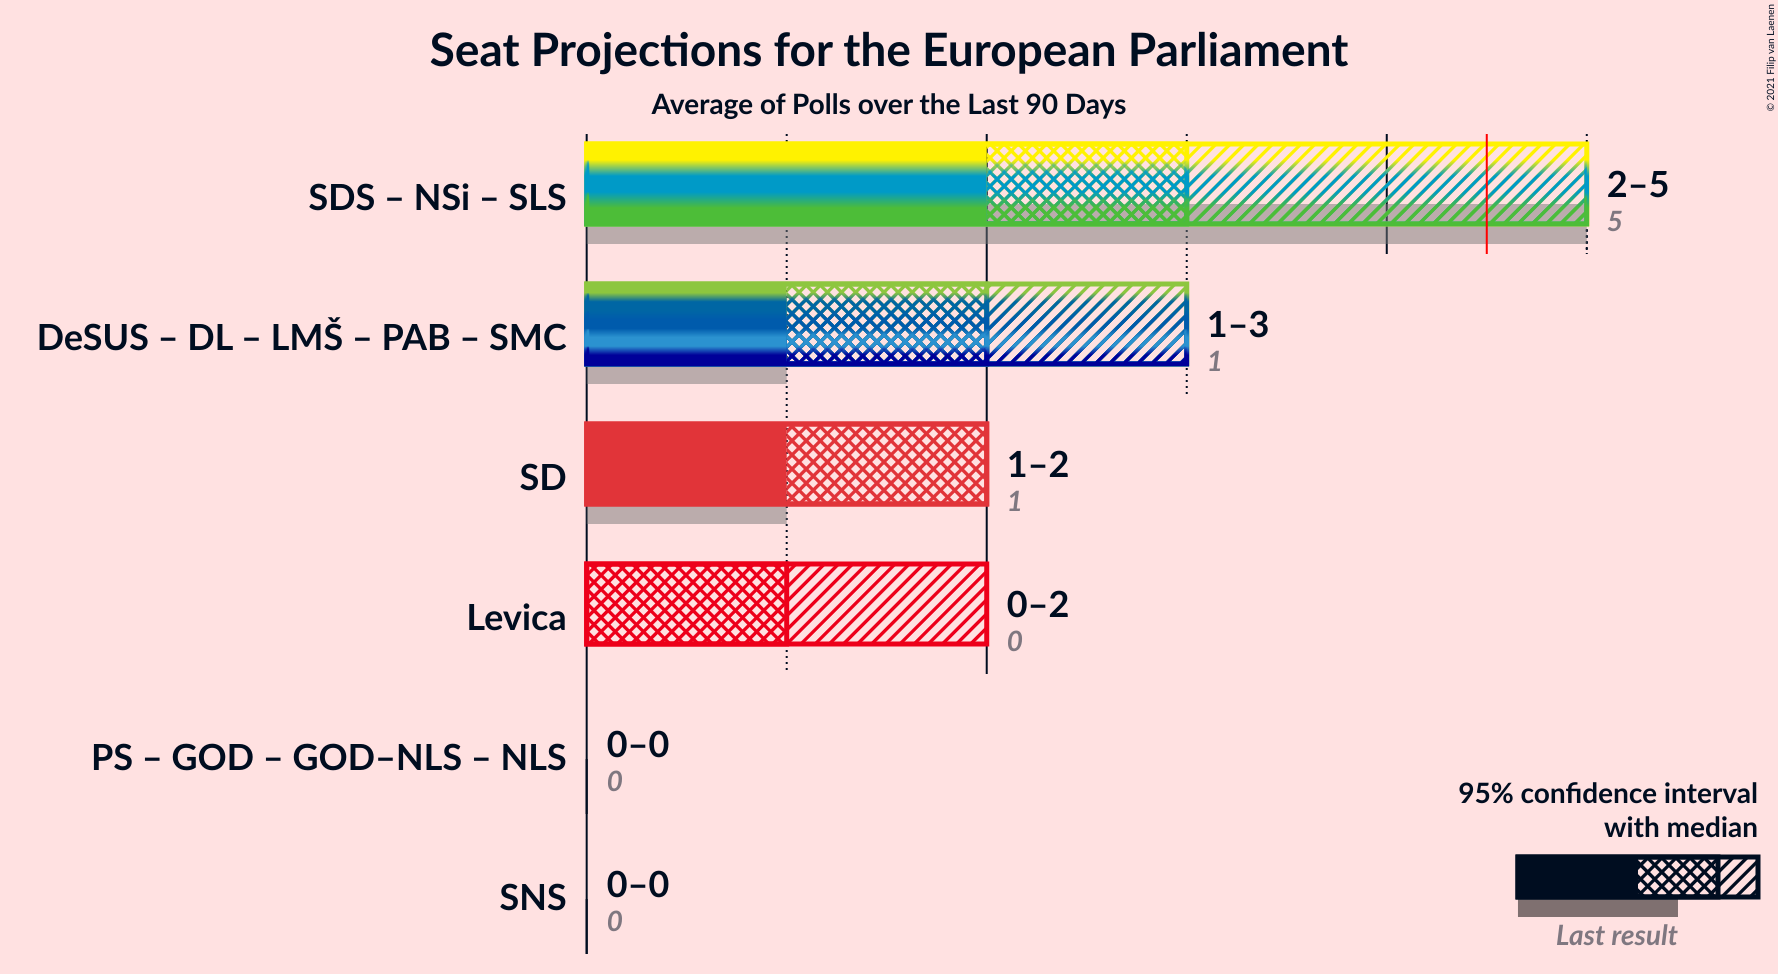 Seat Projections for the European Parliament
Average of Polls over the Last 90 Days
© 2021 Filip van Laenen
SDS – NSi – SLS
2–5
5
DeSUS – DL – LMŠ – PAB – SMC
1–3
1
SD
1–2
1
Levica
0–2
0
PS – GOD – GOD–NLS – NLS
0–0
0
SNS
0–0
0
95% confidence interval
with median
Last result